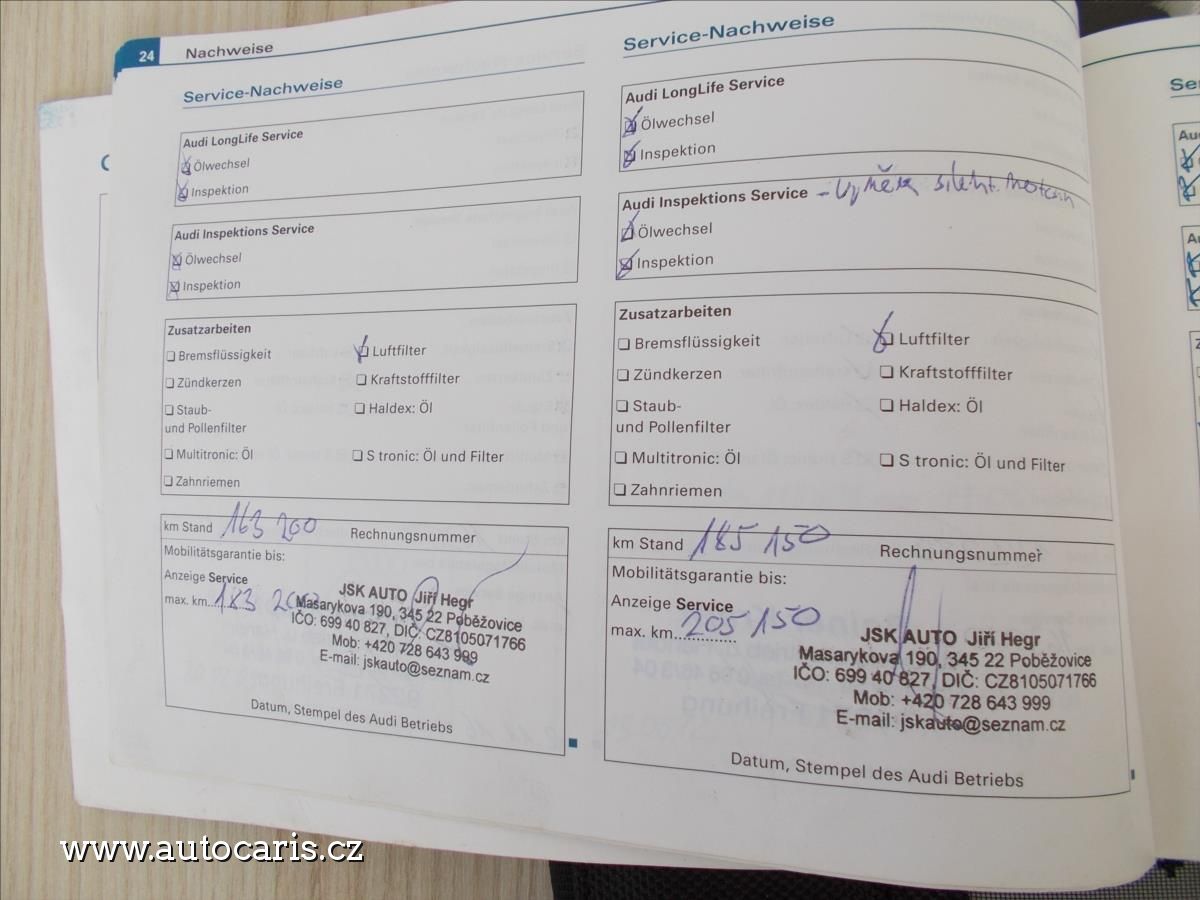 24 Nachweise
Service-Nachweise
Audi LongLife Service
Ölwechsel
Inspektion
Audi Inspektions Service
Ölwechsel
Inspektion
Zusatzarbeiten
Bremsflüssigkeit
Luftfilter
Zündkerzen
Kraftstofffilter
Staub-
und Pollenfilter
Haldex: Öl
Multitronic: Öl
S tronic: Öl und Filter
Zahnriemen
km Stand 163 200
Rechnungsnummer
Mobilitätsgarantie bis:
Anzeige Service
max. km 183 200
JSK AUTO Jiří Hegr
Masarykova 190, 345 22 Poběžovice
IČO: 699 40 827, DIČ: CZ8105071766
Mob: +420 728 643 999
E-mail: jskauto@seznam.cz
Datum, Stempel des Audi Betriebs
Service-Nachweise
Audi LongLife Service
Ölwechsel
Inspektion
Audi Inspektions Service - výměna
Ölwechsel
Inspektion
Zusatzarbeiten
Bremsflüssigkeit
Luftfilter
Zündkerzen
Kraftstofffilter
Staub-
und Pollenfilter
Haldex: Öl
Multitronic: Öl
S tronic: Öl und Filter
Zahnriemen
km Stand 185 150
Rechnungsnummer
Mobilitätsgarantie bis:
Anzeige Service
max. km 205 150
JSK AUTO Jiří Hegr
Masarykova 190, 345 22 Poběžovice
IČO: 699 40 827, DIČ: CZ8105071766
Mob: +420 728 643 999
E-mail: jskauto@seznam.cz
Datum, Stempel des Audi Betriebs
www.autocaris.cz